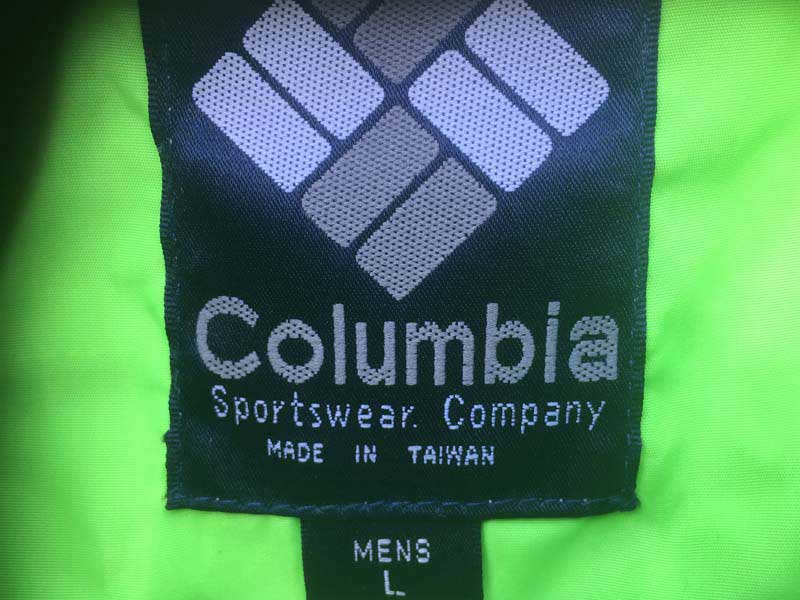 Columbia
Sportswear Company
MADE IN TAIWAN
MENS
L